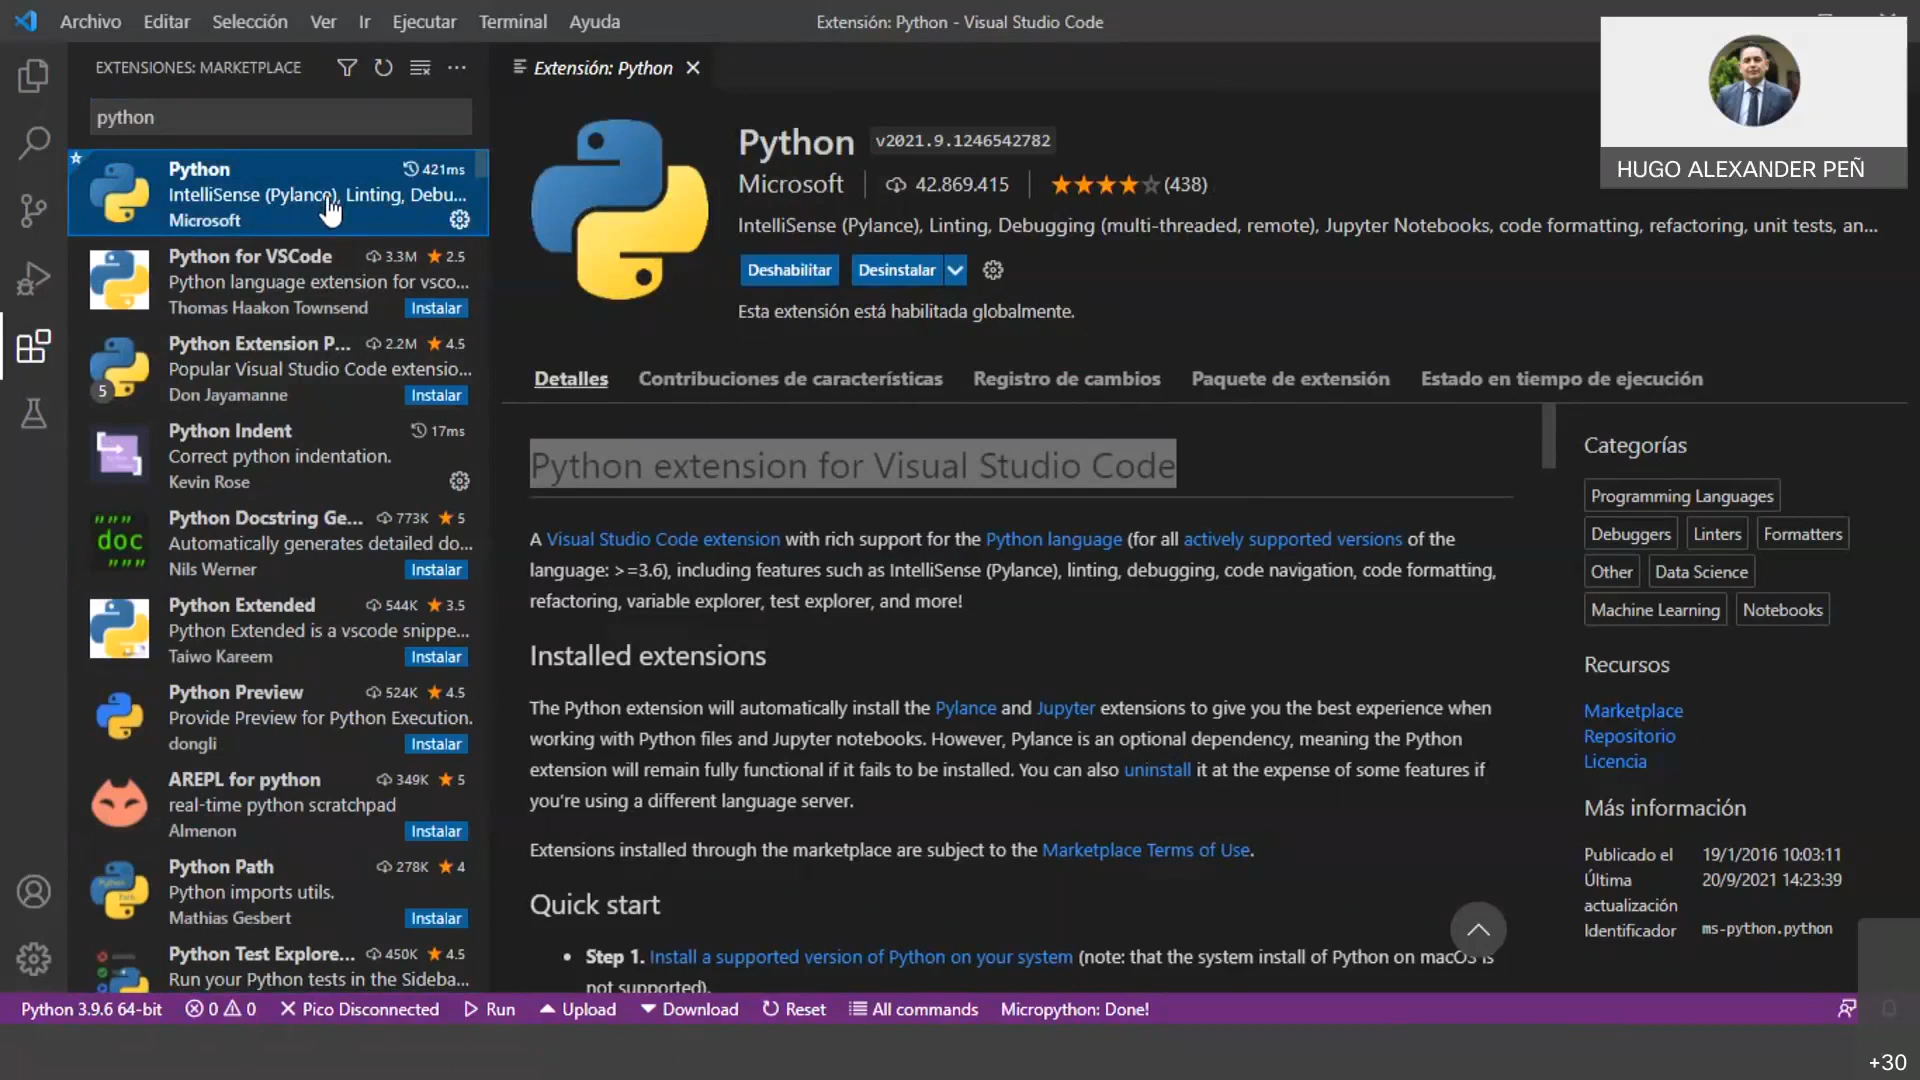 Archivo Editar Selección Ver Ir Ejecutar Terminal Ayuda
Extensión: Python - Visual Studio Code
EXTENSIONES: MARKETPLACE
python
Python 421ms
IntelliSense (Pylance), Linting, Debu...
Microsoft
Python for VSCode 3.3M 2.5
Python language extension for vsco...
Thomas Haakon Townsend Instalar
Python Extension P... 2.2M 4.5
Popular Visual Studio Code extensio...
5
Don Jayamanne Instalar
Python Indent 17ms
Correct python indentation.
Kevin Rose
Python Docstring Ge... 773K 5
""" doc """
Automatically generates detailed do...
Nils Werner Instalar
Python Extended 544K 3.5
Python Extended is a vscode snippe...
Taiwo Kareem Instalar
Python Preview 524K 4.5
Provide Preview for Python Execution.
dongli Instalar
AREPL for python 349K 5
real-time python scratchpad
Almenon Instalar
Python Path 278K 4
Python imports utils.
Mathias Gesbert Instalar
Python Test Explore... 450K 4.5
Run your Python tests in the Sideba...
Extensión: Python
Python v2021.9.1246542782
Microsoft 42.869.415 (438)
IntelliSense (Pylance), Linting, Debugging (multi-threaded, remote), Jupyter Notebooks, code formatting, refactoring, unit tests, an...
Deshabilitar Desinstalar
Esta extensión está habilitada globalmente.
Detalles Contribuciones de características Registro de cambios Paquete de extensión Estado en tiempo de ejecución
Python extension for Visual Studio Code
A Visual Studio Code extension with rich support for the Python language (for all actively supported versions of the
language: >=3.6), including features such as IntelliSense (Pylance), linting, debugging, code navigation, code formatting,
refactoring, variable explorer, test explorer, and more!
Installed extensions
The Python extension will automatically install the Pylance and Jupyter extensions to give you the best experience when
working with Python files and Jupyter notebooks. However, Pylance is an optional dependency, meaning the Python
extension will remain fully functional if it fails to be installed. You can also uninstall it at the expense of some features if
you're using a different language server.
Extensions installed through the marketplace are subject to the Marketplace Terms of Use.
Quick start
• Step 1. Install a supported version of Python on your system (note: that the system install of Python on macOS is
not supported).
Categorías
Programming Languages
Debuggers Linters Formatters
Other Data Science
Machine Learning Notebooks
Recursos
Marketplace
Repositorio
Licencia
Más información
Publicado el 19/1/2016 10:03:11
Última 20/9/2021 14:23:39
actualización
Identificador ms-python.python
HUGO ALEXANDER PEÑ
Python 3.9.6 64-bit 0 0 Pico Disconnected Run Upload Download Reset All commands Micropython: Done!
+30